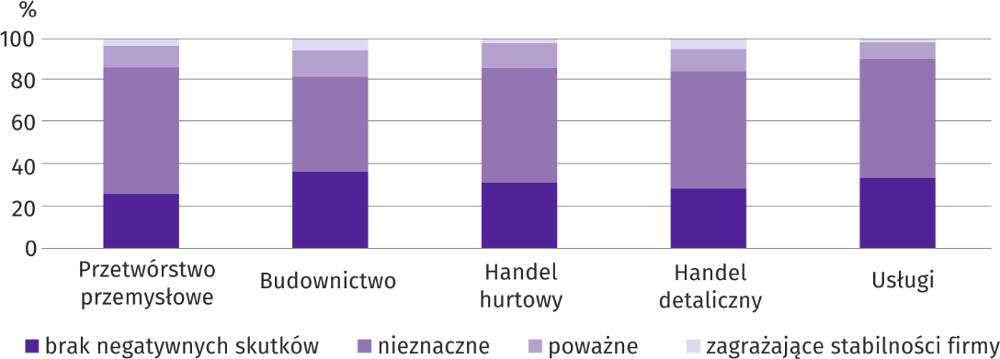 %
100
80
60
40
20
0
Przetwórstwo
przemysłowe
Budownictwo
Handel
hurtowy
Handel
detaliczny
Usługi
brak negatywnych skutków nieznaczne poważne zagrażające stabilności firmy